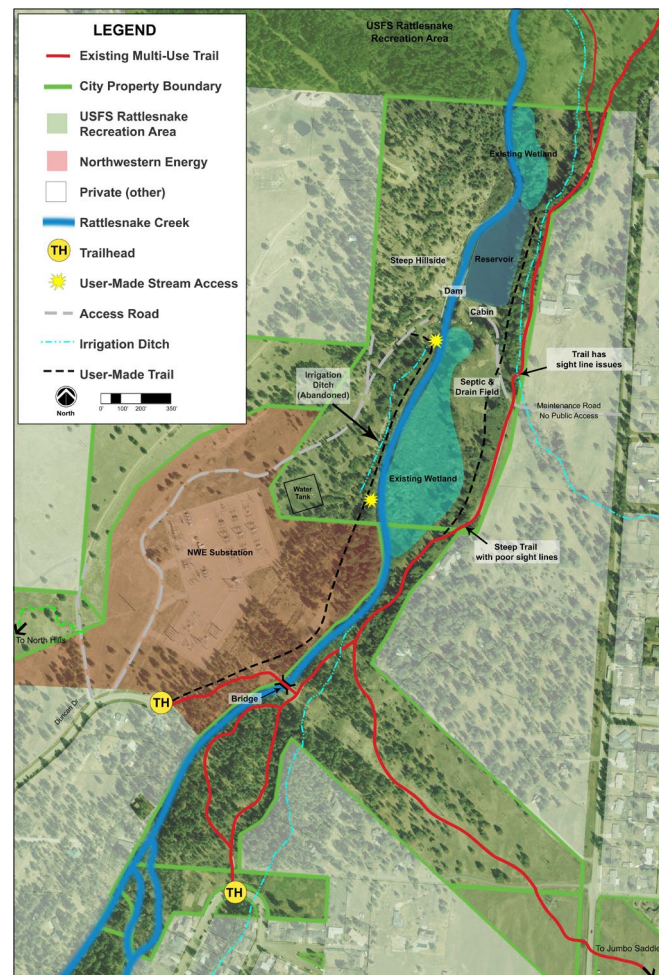 LEGEND
Existing Multi-Use Trail
City Property Boundary
USFS Rattlesnake
Recreation Area
Northwestern Energy
Private (other)
Rattlesnake Creek
TH
Trailhead
User-Made Stream Access
Access Road
Irrigation Ditch
User-Made Trail
North
0'
100'
200'
350'
USFS Rattlesnake
Recreation Area
Existing Wetland
Steep Hillside
Reservoir
Dam
Cabin
Trail has
sight line issues
Irrigation
Ditch
(Abandoned)
Septic &
Drain Field
Maintenance Road
No Public Access
Water
Tank
Existing Wetland
NWE Substation
Steep Trail
with poor sight lines
To North Hills
Bridge
TH
Duncan Dr
TH
To Jumbo Saddle